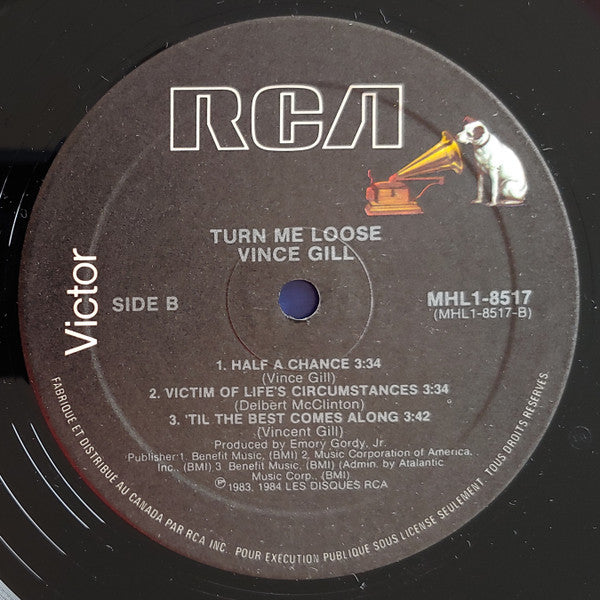 RCA
TURN ME LOOSE
VINCE GILL
Victor
SIDE B
MHL1-8517
(MHL1-8517-B)
1. HALF A CHANCE 3:34
(Vince Gill)
2. VICTIM OF LIFE'S CIRCUMSTANCES 3:34
(Delbert McClinton)
3. 'TIL THE BEST COMES ALONG 3:42
(Vincent Gill)
Produced by Emory Gordy, Jr.
Publisher: 1. Benefit Music, (BMI) 2. Music Corporation of America,
Inc., (BMI) 3 Benefit Music, (BMI) (Admin. by Atalantic
Music Corp., (BMI)
℗ 1983, 1984 LES DISQUES RCA
FABRIQUE ET DISTRIBUE AU CANADA PAR RCA INC. POUR EXECUTION PUBLIQUE SOUS LICENSE SEULEMENT. TOUS DROITS RESERVES.